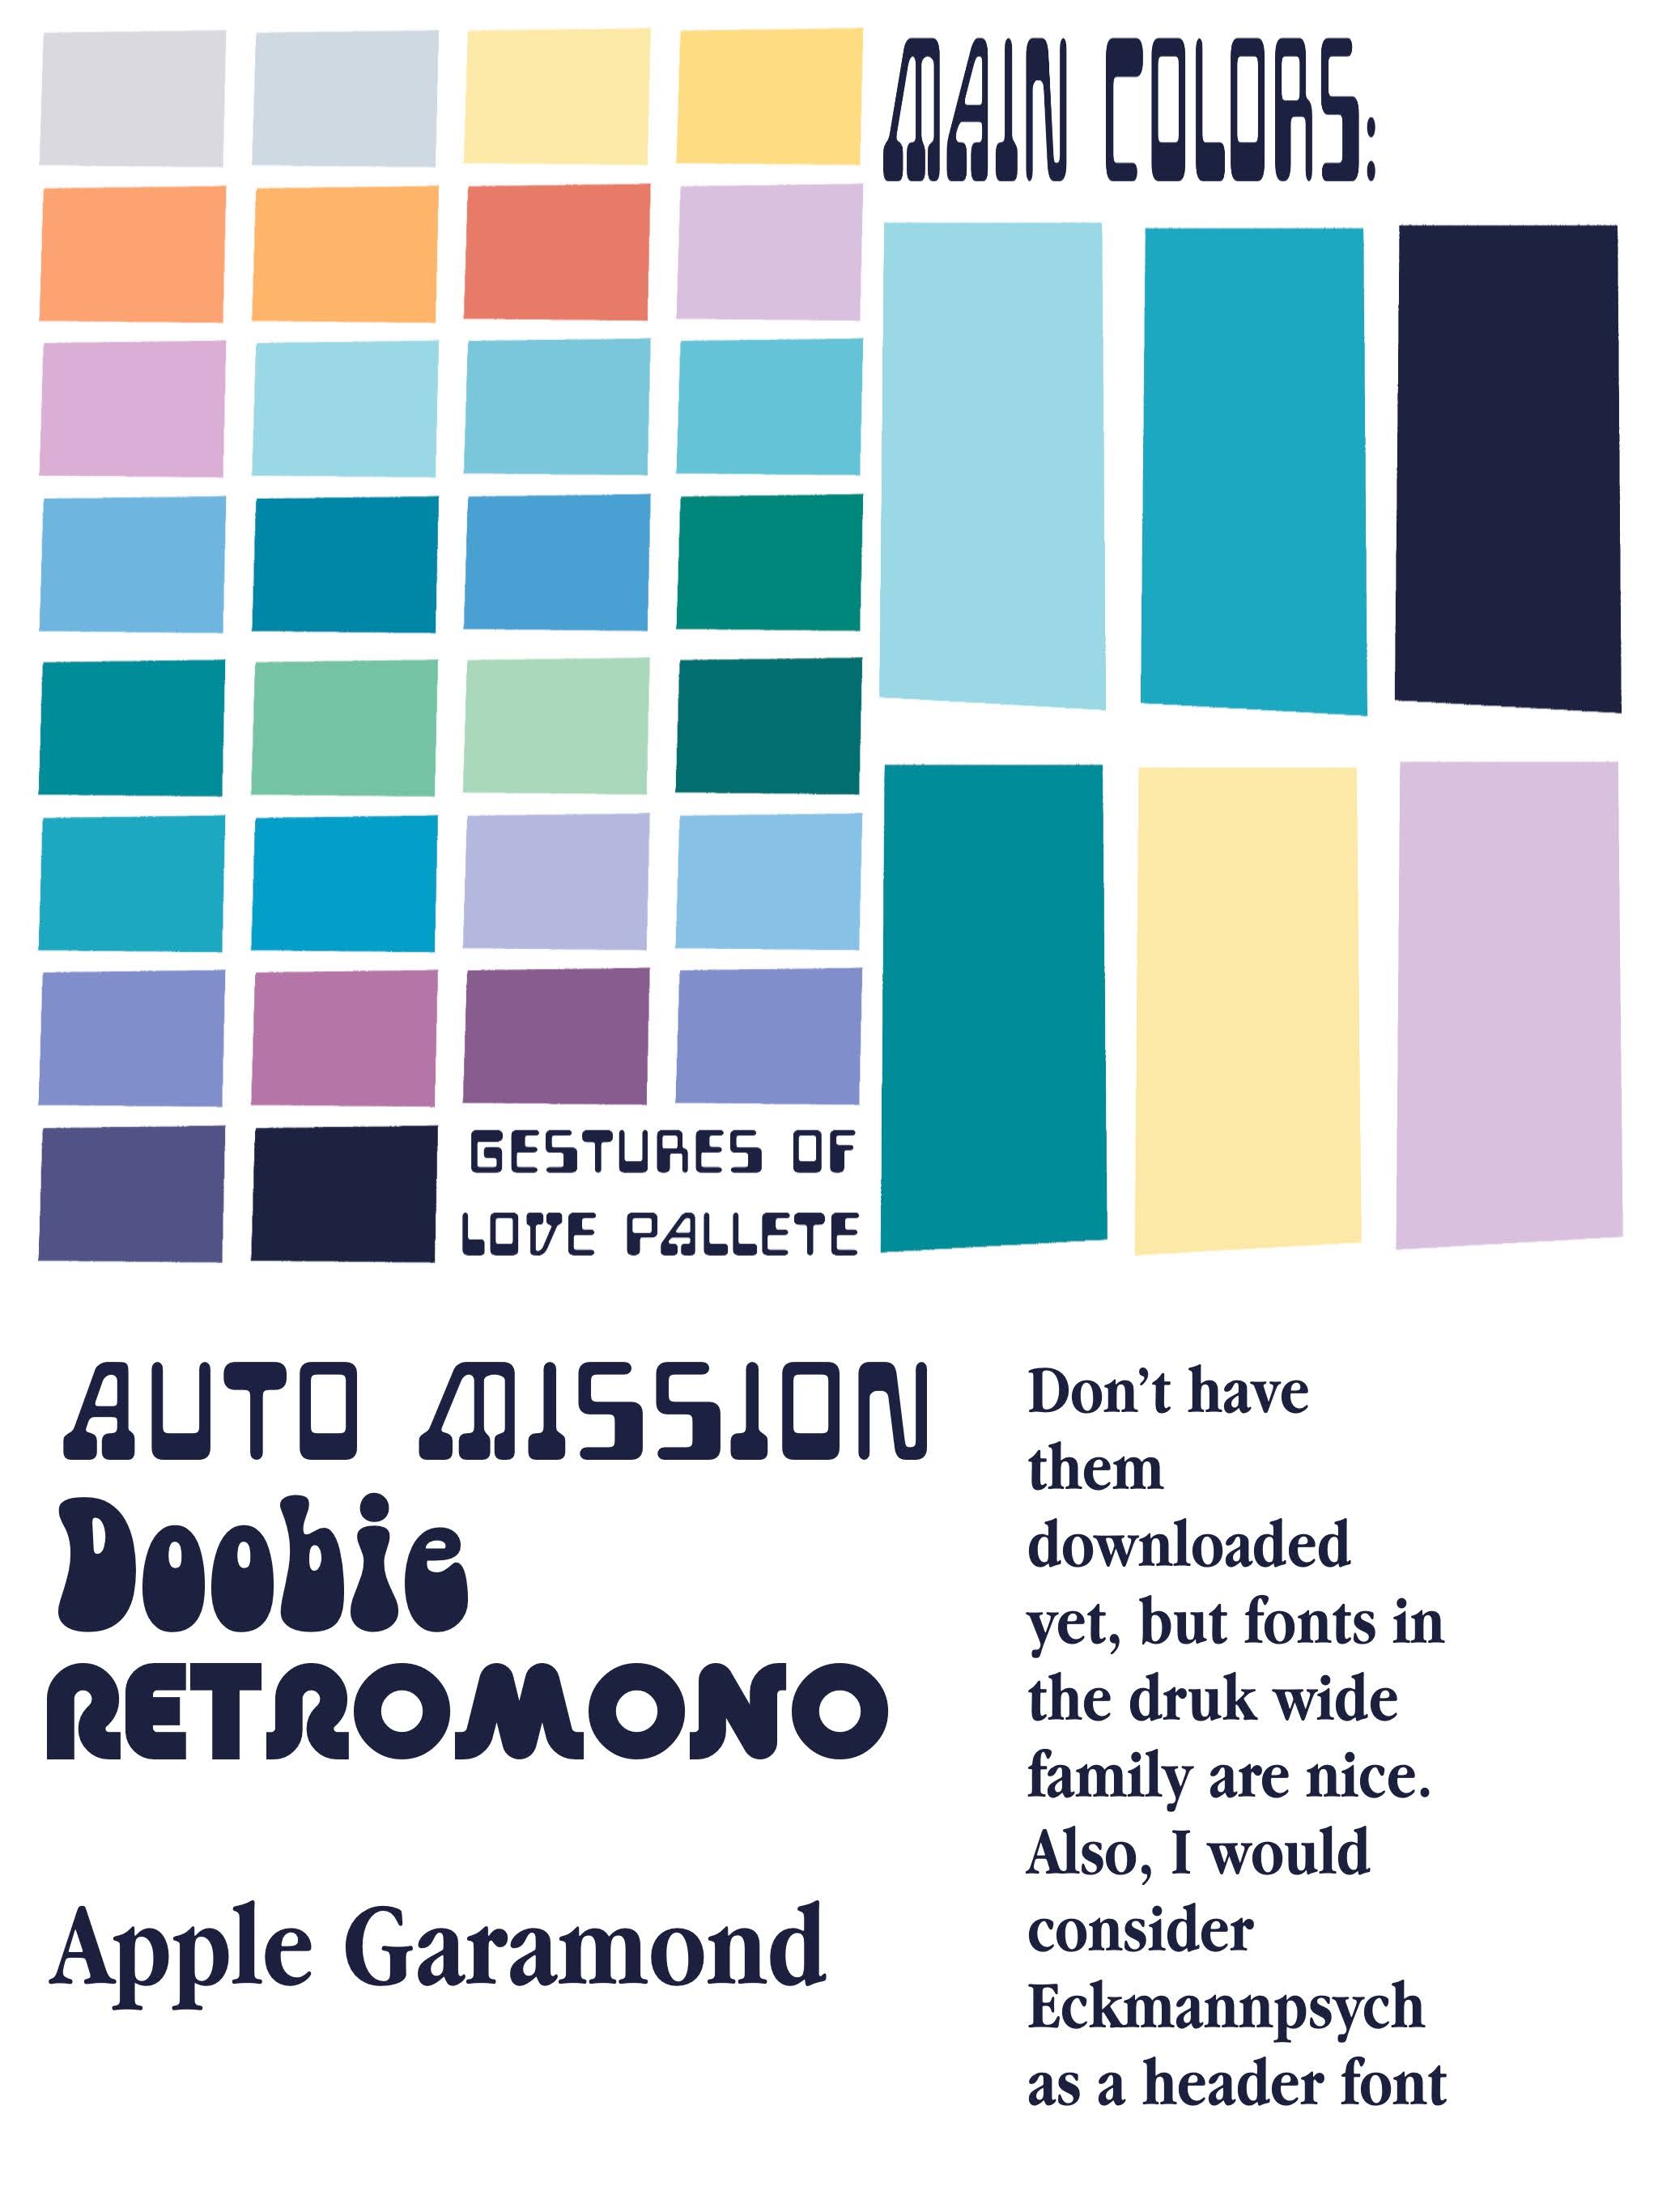 MAIN COLORS:
GESTURES OF
LOVE PALLETE
AUTO MISSION
Doobie
RETROMONO
Apple Garamond
Don’t have
them
downloaded
yet, but fonts in
the druk wide
family are nice.
Also, I would
consider
Eckmannpsych
as a header font